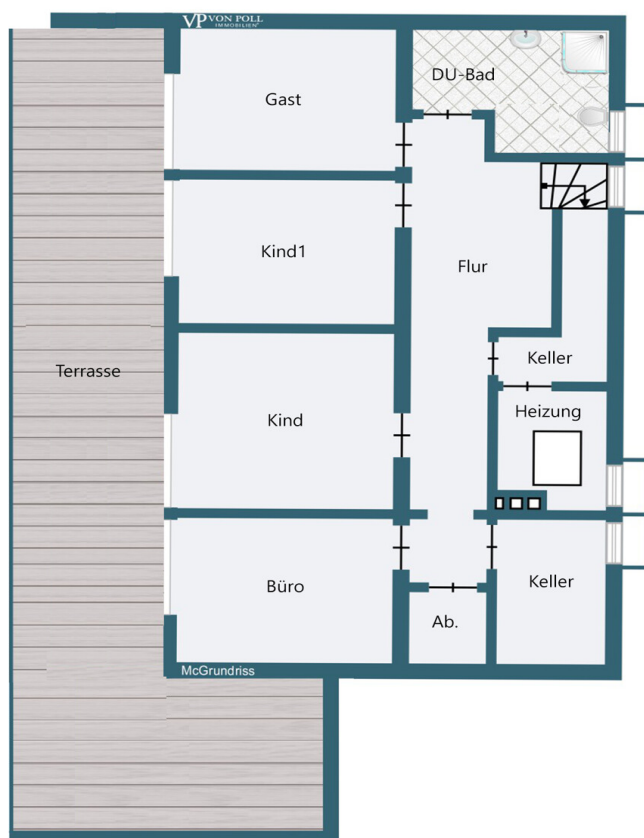 VP VON POLL
IMMOBILIEN
DU-Bad
Gast
Kind1
Flur
Keller
Terrasse
Heizung
Kind
Büro
Keller
Ab.
McGrundriss